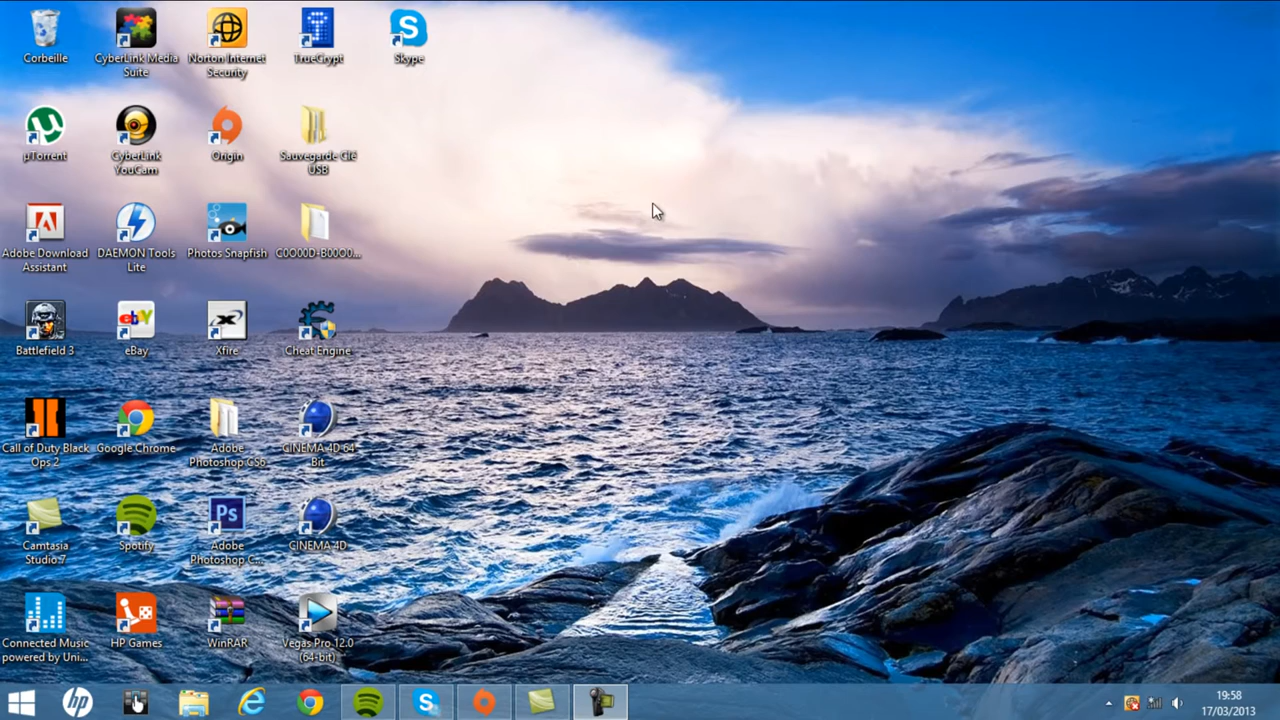 Corbeille
CyberLink Media
Suite
Norton Internet
Security
TrueCrypt
Skype
µTorrent
CyberLink
YouCam
Origin
Sauvegarde Clé
USB
Adobe Download
Assistant
DAEMON Tools
Lite
Photos Snapfish
C0O00D-B00O0...
Battlefield 3
eBay
Xfire
Cheat Engine
Call of Duty Black
Ops 2
Google Chrome
Adobe
Photoshop CS6
CINEMA 4D 64
Bit
Camtasia
Studio 7
Spotify
Adobe
Photoshop C...
CINEMA 4D
Connected Music
powered by Uni...
HP Games
WinRAR
Vegas Pro 12.0
(64-bit)
19:58
17/03/2013